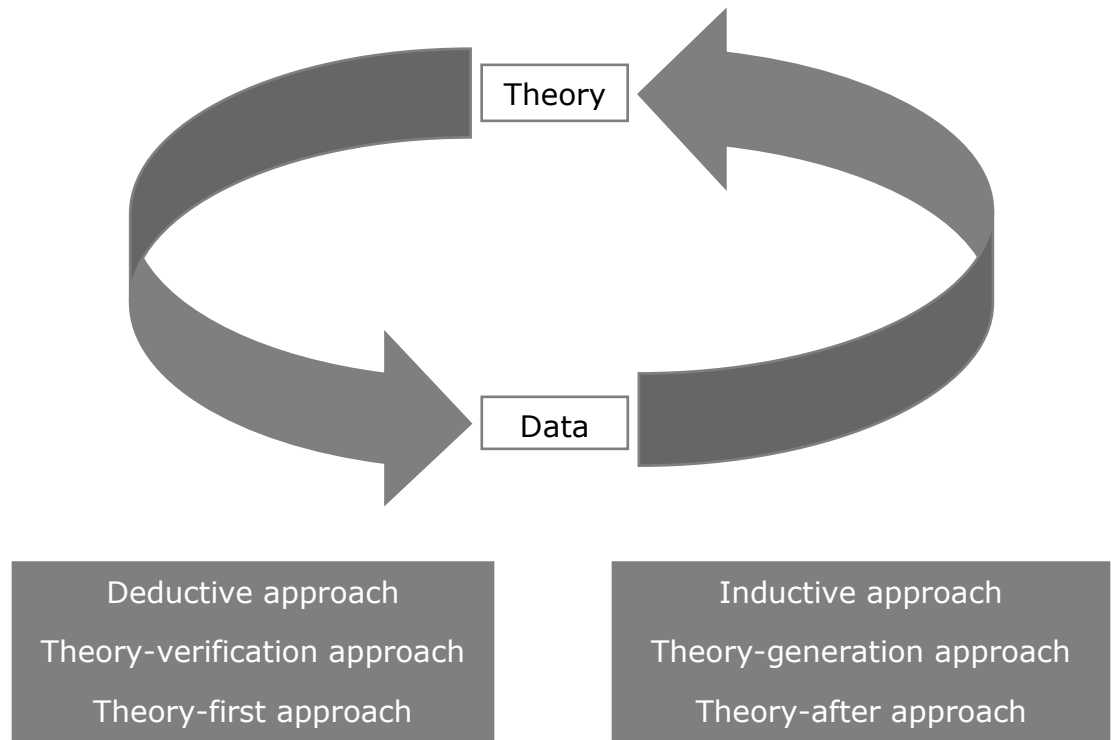 Theory
Data
Deductive approach
Theory-verification approach
Theory-first approach
Inductive approach
Theory-generation approach
Theory-after approach